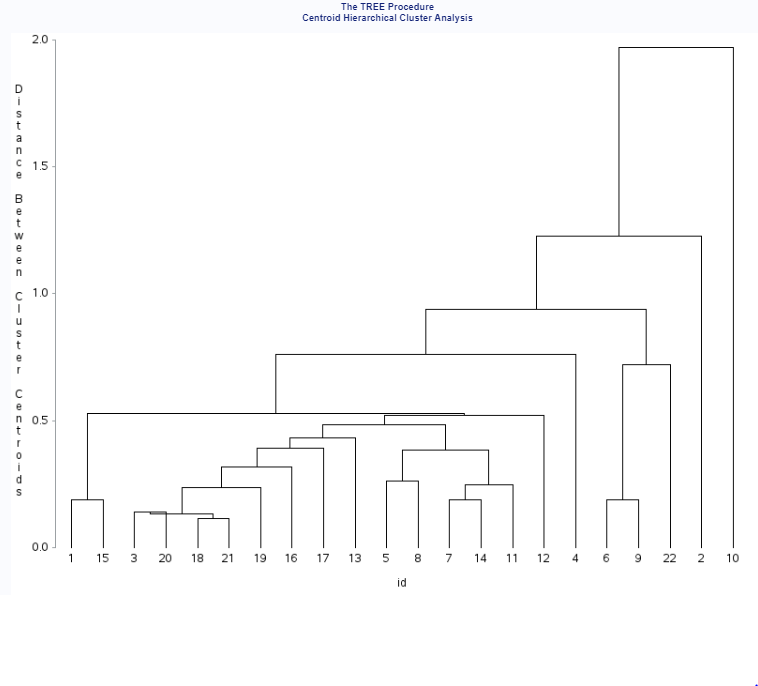 The TREE Procedure
Centroid Hierarchical Cluster Analysis
Distance Between Cluster Centroids
2.0
1.5
1.0
0.5
0.0
1 15 3 20 18 21 19 16 17 13 5 8 7 14 11 12 4 6 9 22 2 10
id